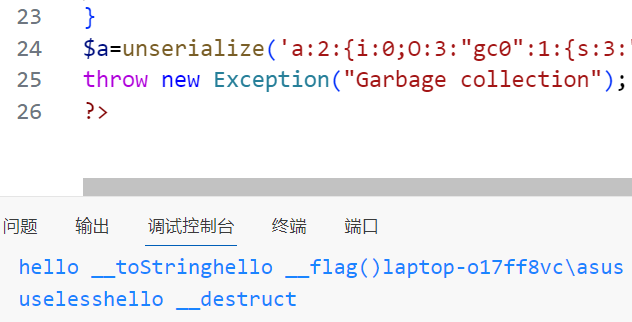 23 }
24 $a=unserialize('a:2:{i:0;O:3:"gc0":1:{s:3:
25 throw new Exception("Garbage collection");
26 ?>
问题 输出 调试控制台 终端 端口
hello __toStringhello __flag()laptop-o17ff8vc\asus
uselesshello __destruct